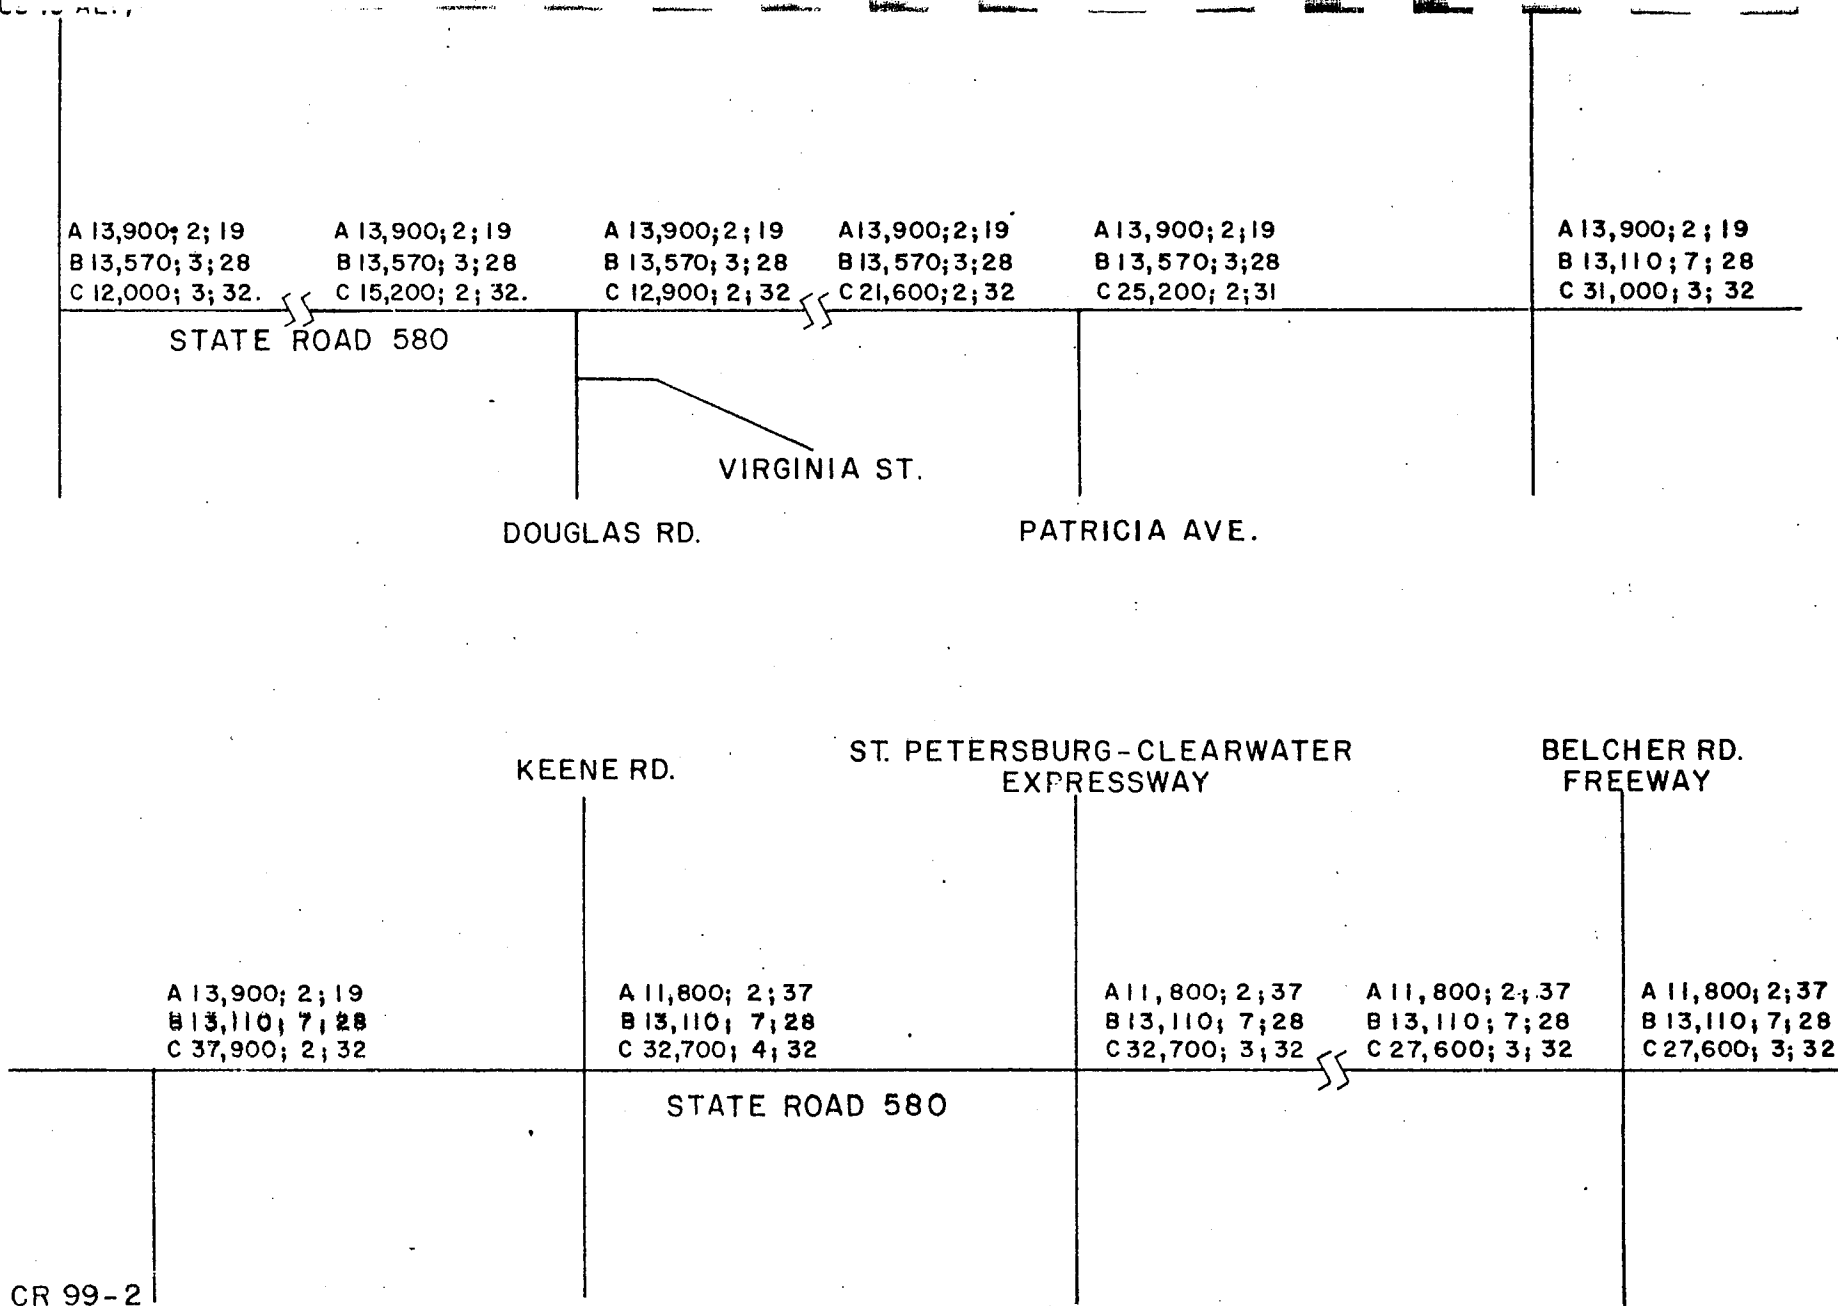 A 13,900; 2; 19
B 13,570; 3; 28
C 12,000; 3; 32.
A 13,900; 2; 19
B 13,570; 3; 28
C 15,200; 2; 32.
A 13,900; 2; 19
B 13,570; 3; 28
C 12,900; 2; 32
A 13,900; 2; 19
B 13,570; 3; 28
C 21,600; 2; 32
A 13,900; 2; 19
B 13,570; 3; 28
C 25,200; 2; 31
A 13,900; 2; 19
B 13,110; 7; 28
C 31,000; 3; 32
STATE ROAD 580
VIRGINIA ST.
DOUGLAS RD.
PATRICIA AVE.
KEENE RD.
ST. PETERSBURG-CLEARWATER
EXPRESSWAY
BELCHER RD.
FREEWAY
A 13,900; 2; 19
B 13,110; 7; 28
C 37,900; 2; 32
A 11,800; 2; 37
B 13,110; 7; 28
C 32,700; 4; 32
A 11,800; 2; 37
B 13,110; 7; 28
C 32,700; 3; 32
A 11,800; 2; 37
B 13,110; 7; 28
C 27,600; 3; 32
A 11,800; 2; 37
B 13,110; 7; 28
C 27,600; 3; 32
STATE ROAD 580
CR 99-2